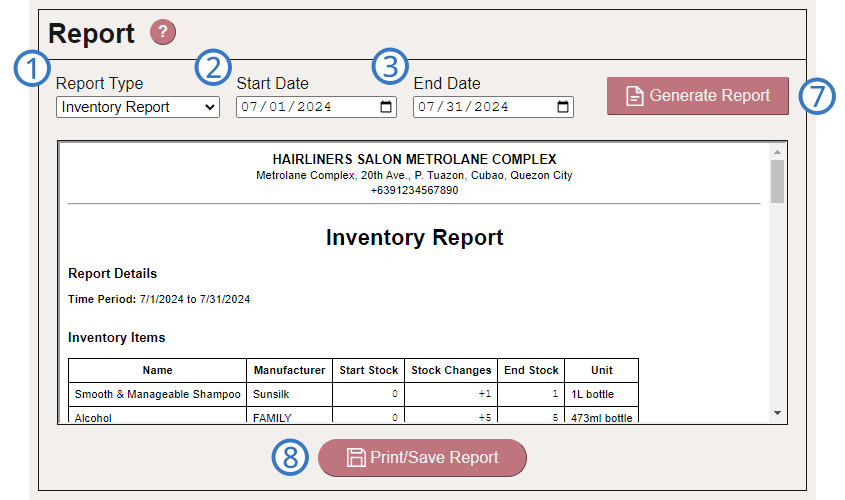 Report ?
1 Report Type 2 Start Date 3 End Date
Inventory Report 07/01/2024 07/31/2024 Generate Report 7
HAIRLINERS SALON METROLANE COMPLEX
Metrolane Complex, 20th Ave., P. Tuazon, Cubao, Quezon City
+6391234567890
Inventory Report
Report Details
Time Period: 7/1/2024 to 7/31/2024
Inventory Items
Name Manufacturer Start Stock Stock Changes End Stock Unit
Smooth & Manageable Shampoo Sunsilk 0 +1 1 1L bottle
Alcohol FAMILY 0 +5 5 473ml bottle
8 Print/Save Report